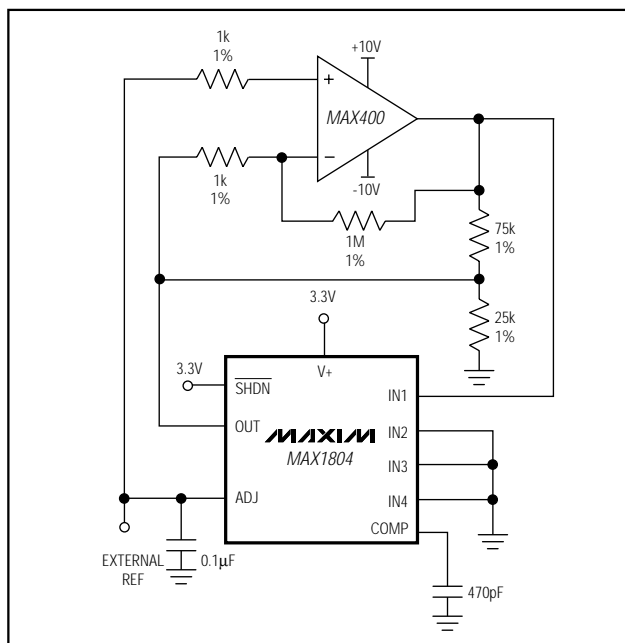 1k
1%
+10V
+
MAX400
−
-10V
1k
1%
1M
1%
75k
1%
25k
1%
3.3V
3.3V
V+
SHDN
IN1
OUT
MAXIM
IN2
MAX1804
IN3
ADJ
IN4
COMP
EXTERNAL
REF
0.1µF
470pF